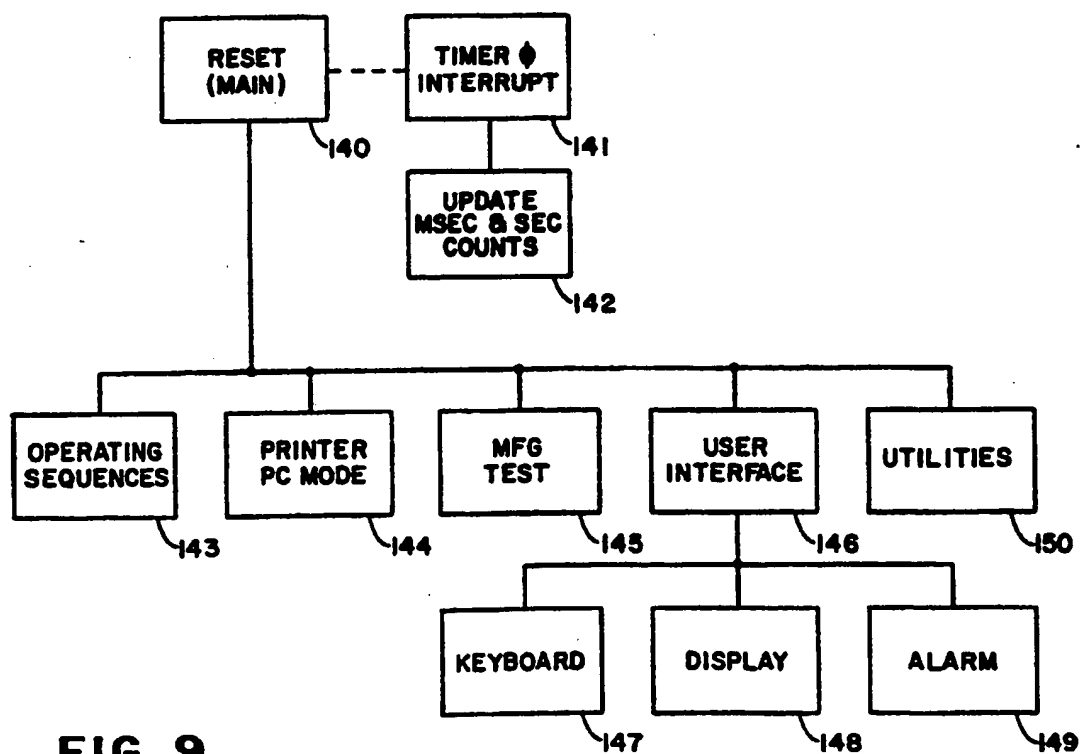 RESET
(MAIN)
140
TIMER ϕ
INTERRUPT
141
UPDATE
MSEC & SEC
COUNTS
142
OPERATING
SEQUENCES
143
PRINTER
PC MODE
144
MFG
TEST
145
USER
INTERFACE
146
UTILITIES
150
KEYBOARD
147
DISPLAY
148
ALARM
149
FIG. 9